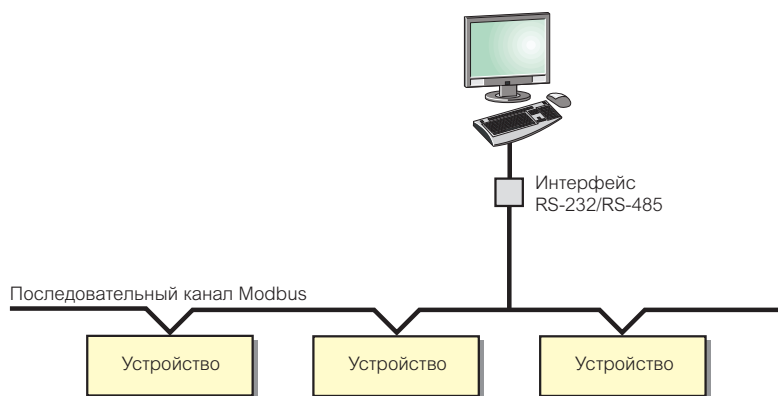 Интерфейс
RS-232/RS-485
Последовательный канал Modbus
Устройство
Устройство
Устройство